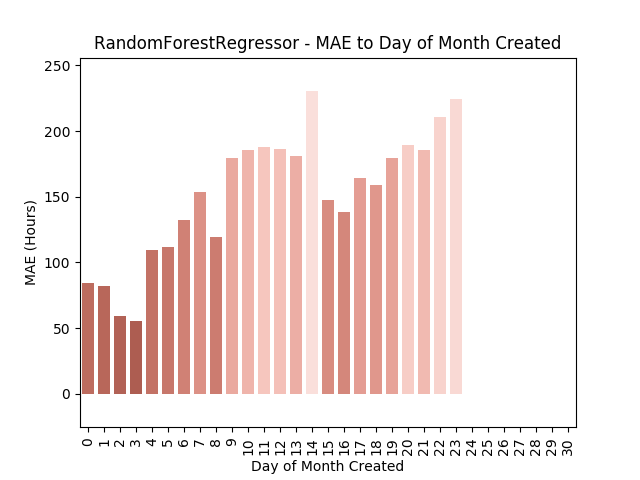 RandomForestRegressor - MAE to Day of Month Created
250
200
150
100
50
0
MAE (Hours)
0 1 2 3 4 5 6 7 8 9 10 11 12 13 14 15 16 17 18 19 20 21 22 23 24 25 26 27 28 29 30
Day of Month Created